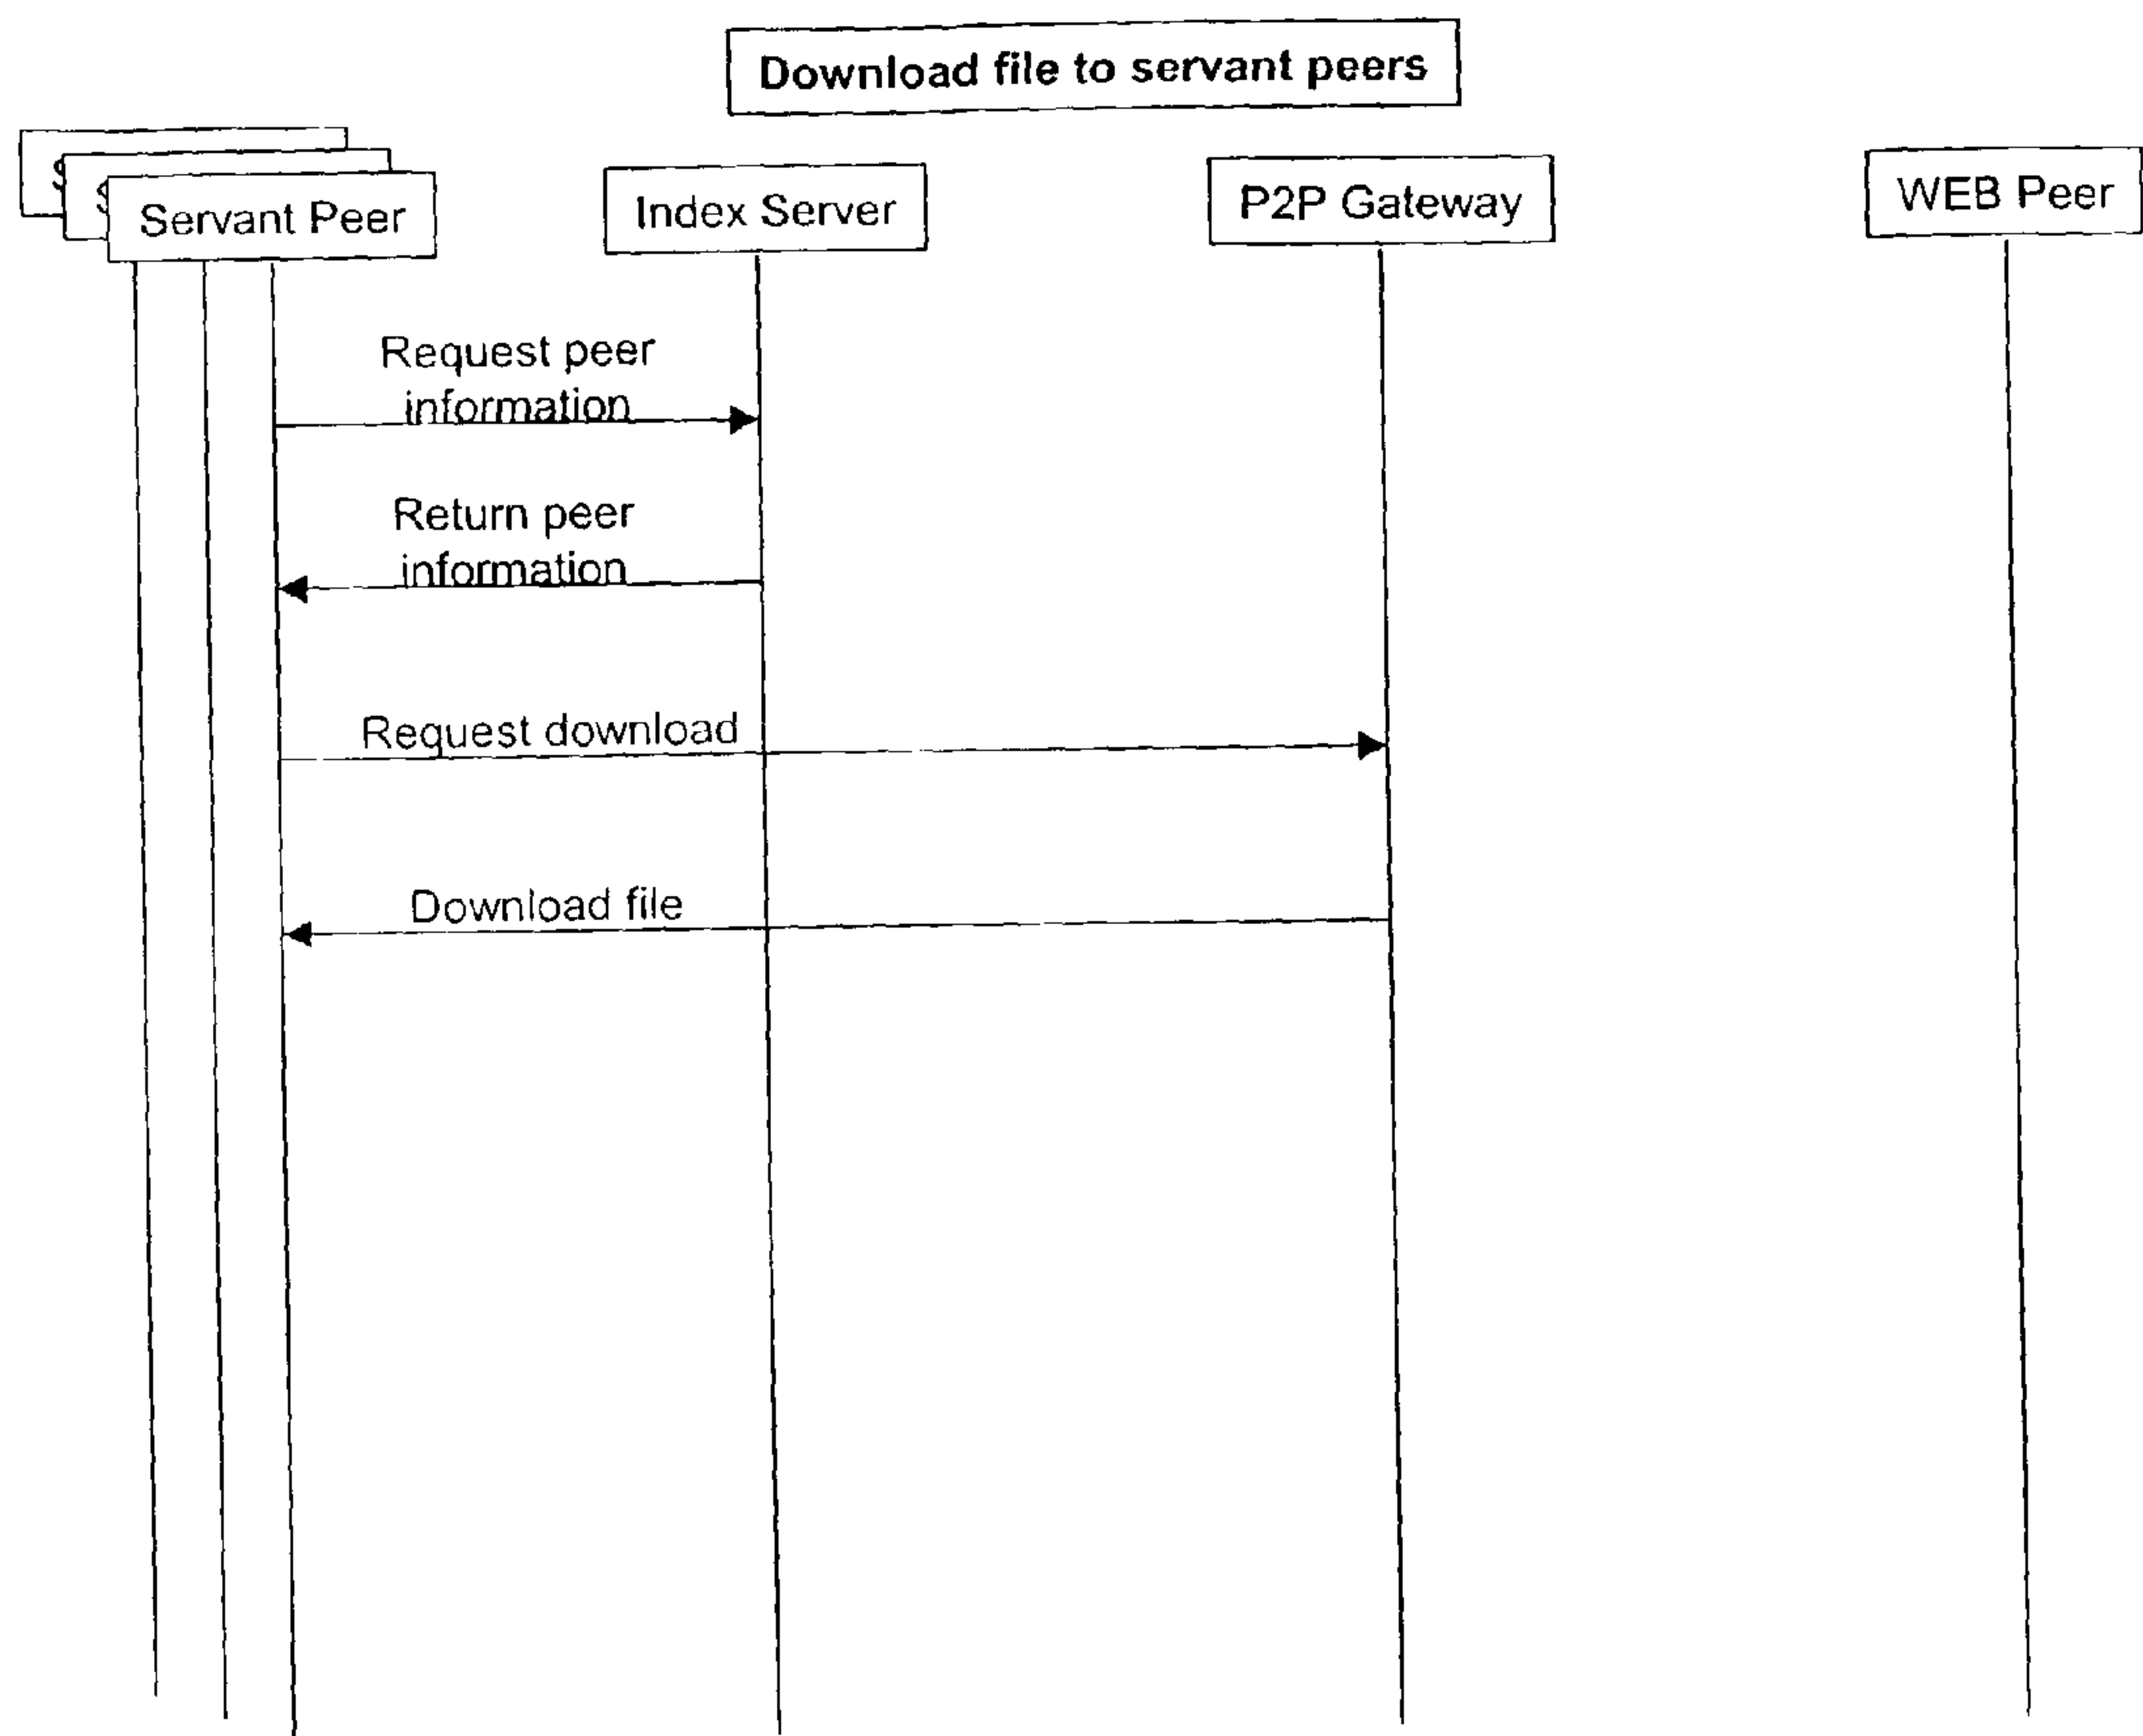 Download file to servant peers
S
S
Servant Peer
Index Server
P2P Gateway
WEB Peer
Request peer
information
Return peer
information
Request download
Download file